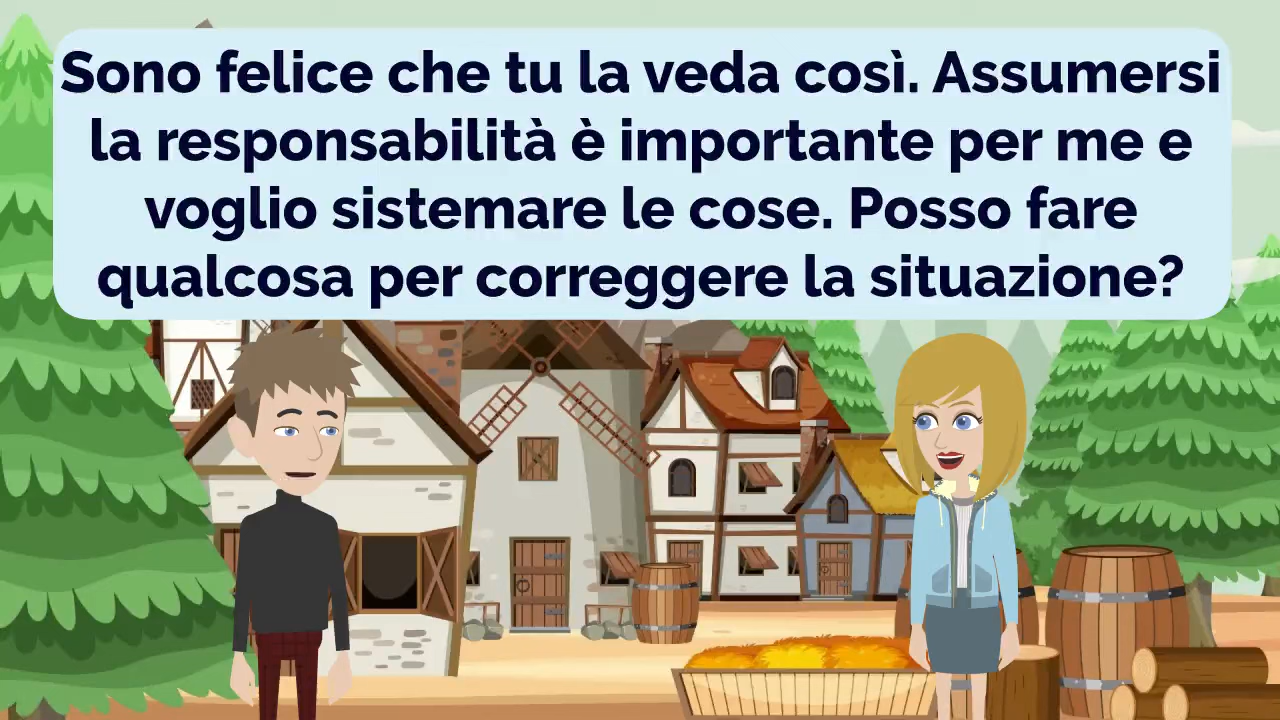 Sono felice che tu la veda così. Assumersi
la responsabilità è importante per me e
voglio sistemare le cose. Posso fare
qualcosa per correggere la situazione?